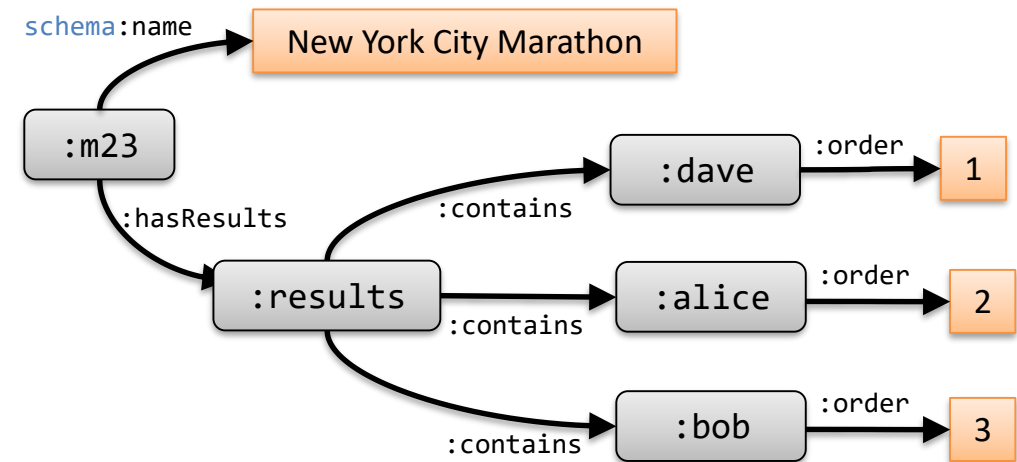 schema:name
New York City Marathon
:m23
:hasResults
:results
:contains
:dave
:order
1
:contains
:alice
:order
2
:contains
:bob
:order
3